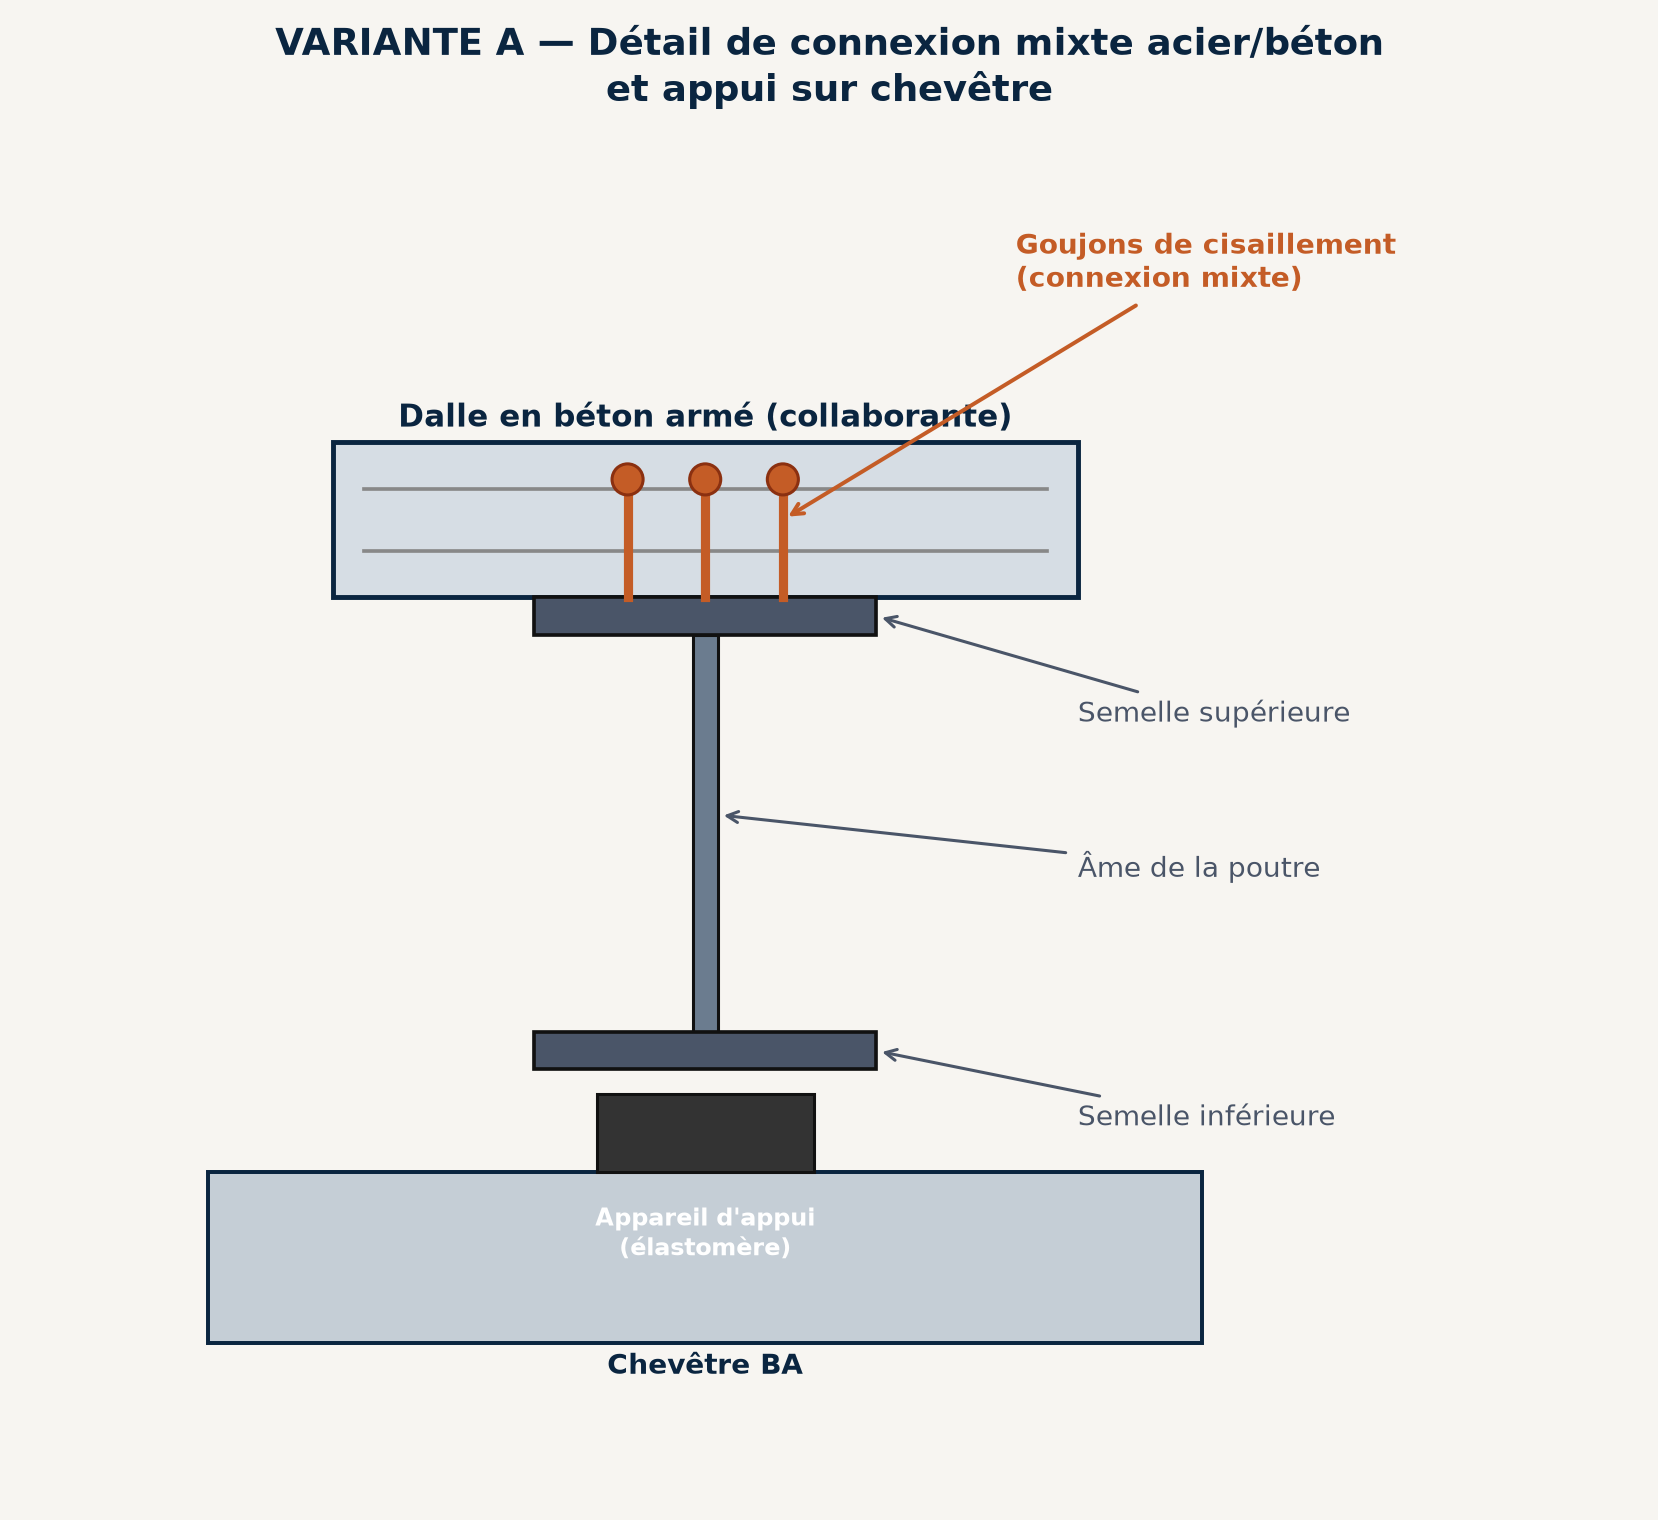 VARIANTE A — Détail de connexion mixte acier/béton
et appui sur chevêtre
Goujons de cisaillement
(connexion mixte)
Dalle en béton armé (collaborante)
Semelle supérieure
Âme de la poutre
Semelle inférieure
Appareil d'appui
(élastomère)
Chevêtre BA